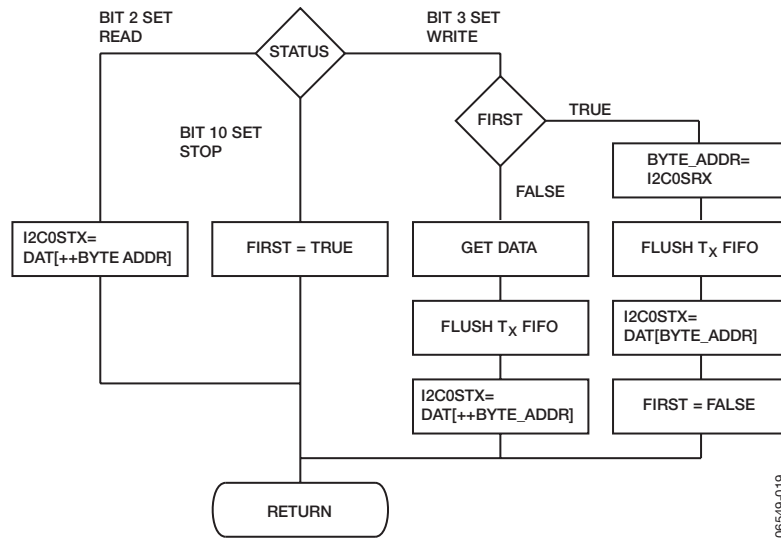 BIT 2 SET
READ
STATUS
BIT 3 SET
WRITE
BIT 10 SET
STOP
FIRST
TRUE
FALSE
BYTE_ADDR=
I2C0SRX
I2C0STX=
DAT[++BYTE ADDR]
FIRST = TRUE
GET DATA
FLUSH TX FIFO
FLUSH TX FIFO
I2C0STX=
DAT[BYTE_ADDR]
I2C0STX=
DAT[++BYTE_ADDR]
FIRST = FALSE
RETURN
06549-019